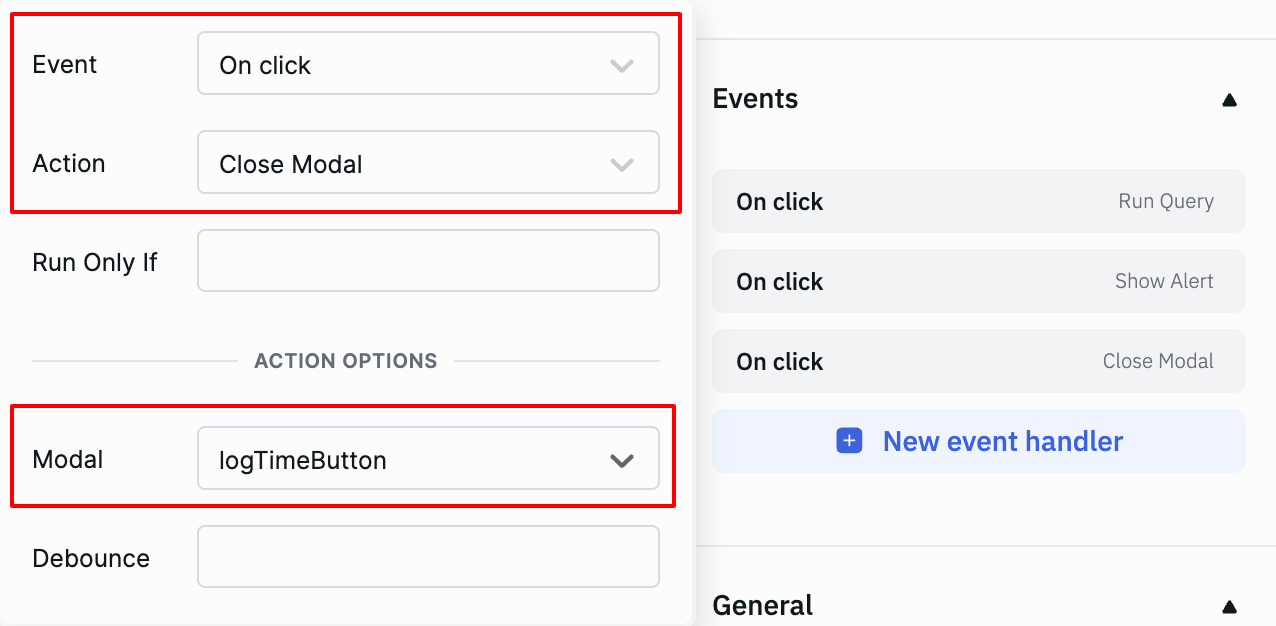 Event On click
Action Close Modal
Run Only If
ACTION OPTIONS
Modal logTimeButton
Debounce
Events
On click Run Query
On click Show Alert
On click Close Modal
New event handler
General